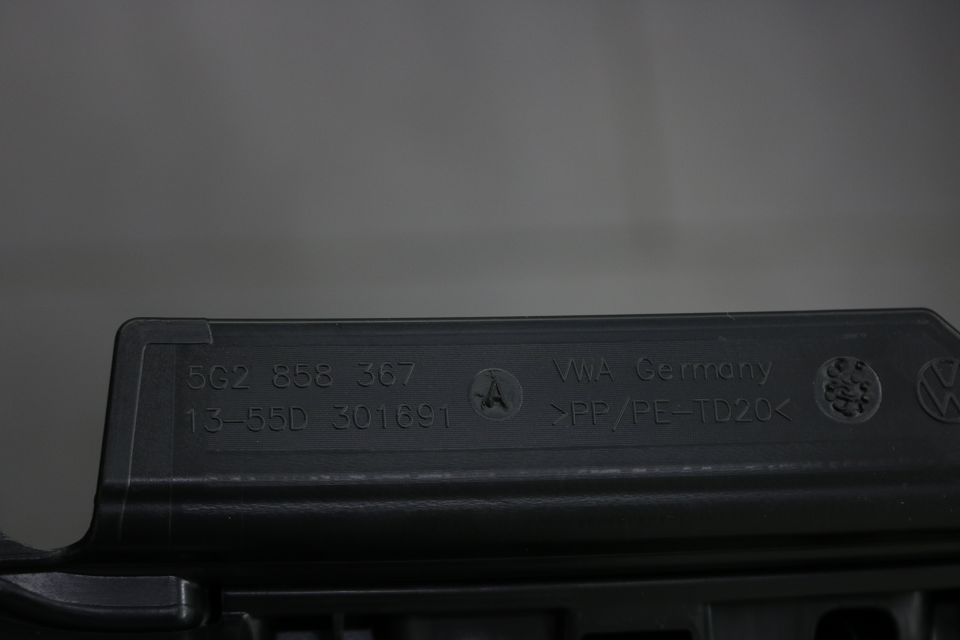 5G2 858 367
13-55D 301691
A
VWA Germany
>PP/PE-TD20<